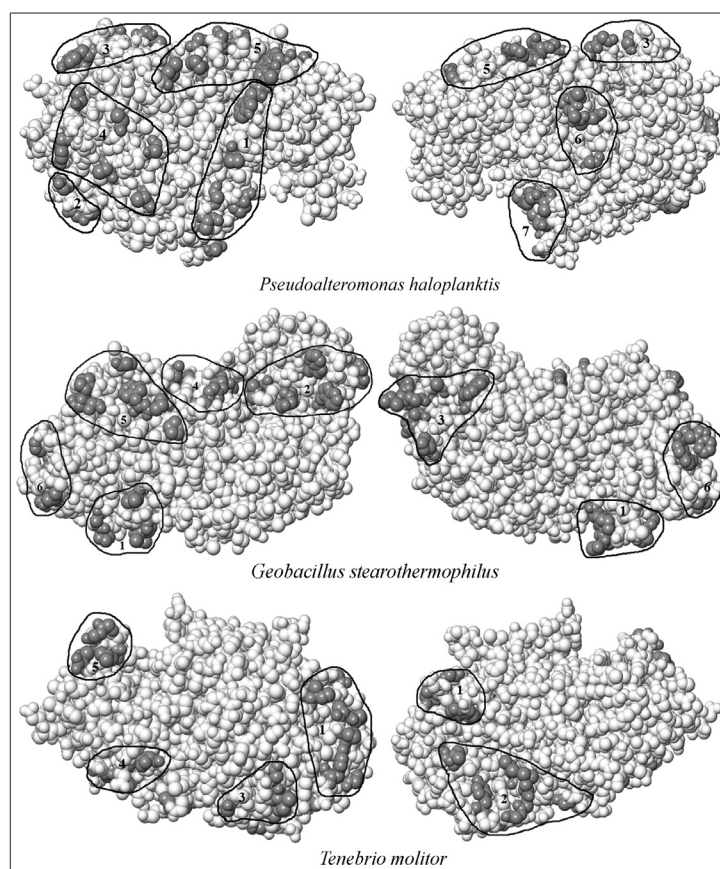 3 5 5 3
4 1 6
2 7
Pseudoalteromonas haloplanktis
4 2
5 3
6 6
1 1
Geobacillus stearothermophilus
5 1
1
4 3 2
Tenebrio molitor